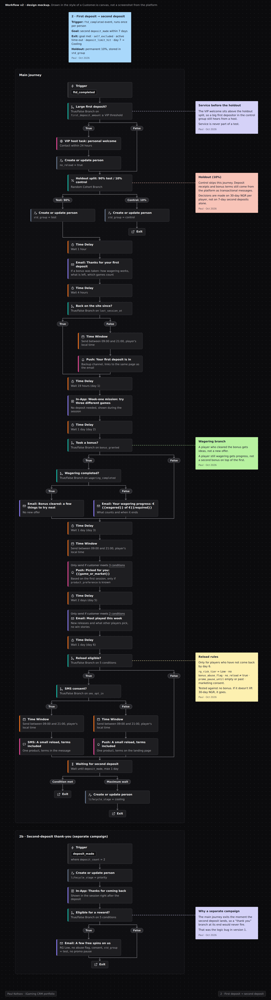 Workflow v2 · design mockup. Drawn in the style of a Customer.io canvas, not a screenshot from the platform
2 · First deposit → second deposit
Trigger: ftd_completed event, runs once
per person
Goal: second deposit_made within 7 days
Exit: goal met · self_excluded · active
time-out · deposit_limit_hit · day 7 →
Cooling
Holdout: permanent 10%, stored in
std_group
Paul · Oct 2026
Main journey
Trigger
ftd_completed
Large first deposit?
True/False Branch on
first_deposit_amount ≥ VIP threshold
Service before the holdout
The VIP welcome sits above the holdout
split, so a big first depositor in the control
group still hears from a host.
Service is never part of a test.
Paul · Oct 2026
True
False
VIP host task: personal welcome
Contact within 24 hours
Create or update person
no_reload = true
Holdout split: 90% test / 10%
control
Random Cohort Branch
Holdout (10%)
Control skips this journey. Deposit
receipts and bonus terms still come from
the platform as transactional messages.
Decisions are made on 30-day NGR per
player, not on 7-day second deposits
alone.
Paul · Oct 2026
Test: 90%
Control: 10%
Create or update person
std_group = test
Create or update person
std_group = control
Exit
Time Delay
Wait 1 hour
Email: Thanks for your first
deposit
If a bonus was taken: how wagering works,
what is left, which games count
Time Delay
Wait 4 hours
Back on the site since?
True/False Branch on last_session_at
True
False
Time Window
Send between 09:00 and 21:00, player's
local time
Push: Your first deposit is in
Backup channel, links to the same page as
the email
Time Delay
Wait 19 hours (day 1)
In-App: Week-one mission: try
three different games
No deposit needed, shown during the
session
Time Delay
Wait 1 day (day 2)
Took a bonus?
True/False Branch on bonus_granted
Wagering branch
A player who cleared the bonus gets
ideas, not a new offer.
A player still wagering gets progress, not
a second bonus on top of the first.
Paul · Oct 2026
True
False
Wagering completed?
True/False Branch on wagering_completed
True
False
Email: Bonus cleared: a few
things to try next
No new offer
Email: Your wagering progress: €
{{wagered}} of €{{required}}
What counts and when it ends
Time Delay
Wait 1 day (day 3)
Time Window
Send between 09:00 and 21:00, player's
local time
Only send if customer meets 3 conditions
Push: Picked for you:
{{game_or_market}}
Based on the first session, only if
product_preference is known
Time Delay
Wait 2 days (day 5)
Only send if customer meets 2 conditions
Email: Most played this week
New releases and what other players pick,
no win stories
Time Delay
Wait 1 day (day 6)
Reload eligible?
True/False Branch on 5 conditions
Reload rules
Only for players who have not come back
by day 6.
rg_risk_tier = Low · no
bonus_abuse_flag · no_reload ≠ true ·
promo_pause_until empty or past ·
marketing consent.
Tested against no bonus. If it doesn't lift
30-day NGR, it goes.
Paul · Oct 2026
True
False
SMS consent?
True/False Branch on sms_opt_in
True
False
Time Window
Send between 09:00 and 21:00, player's
local time
Time Window
Send between 09:00 and 21:00, player's
local time
SMS: A small reload, terms
included
One product, terms in the message
Push: A small reload, terms
included
One product, terms on the landing page
Waiting for second deposit
Wait until deposit_made, max 1 day
Condition met
Maximum wait
Exit
Create or update person
lifecycle_stage = cooling
Exit
2b · Second-deposit thank-you (separate campaign)
Trigger
deposit_made
where deposit_count = 2
Create or update person
lifecycle_stage = priority
In-App: Thanks for coming back
Shown in the session right after the
deposit
Eligible for a reward?
True/False Branch on 5 conditions
Why a separate campaign
The main journey exits the moment the
second deposit lands, so a “thank you”
branch at its end would never fire.
That was the logic bug in version 1.
Paul · Oct 2026
True
False
Email: A few free spins on us
RG Low, no abuse flag, consent, std_group
= test, no promo pause
Exit
Paul Koltsov · iGaming CRM portfolio
2 · First deposit → second deposit